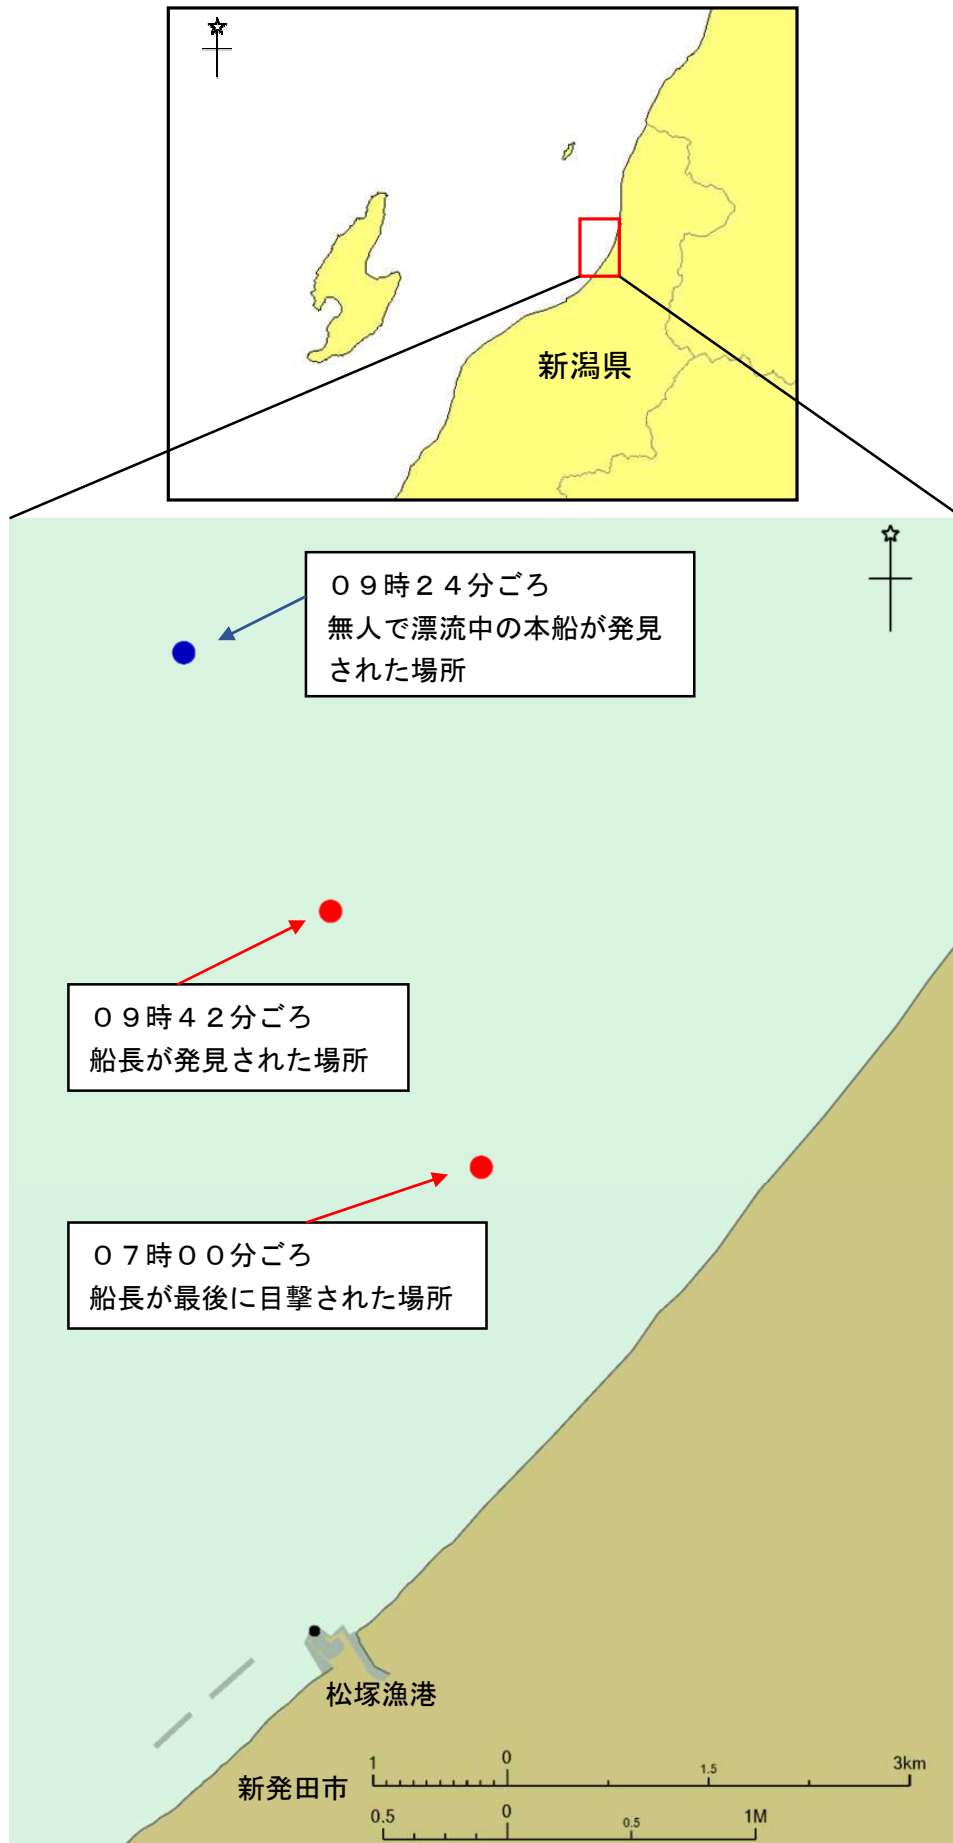 新潟県
０９時２４分ごろ
無人で漂流中の本船が発見
された場所
０９時４２分ごろ
船長が発見された場所
０７時００分ごろ
船長が最後に目撃された場所
松塚漁港
新発田市
1 0 1.5 3km
0.5 0 0.5 1M